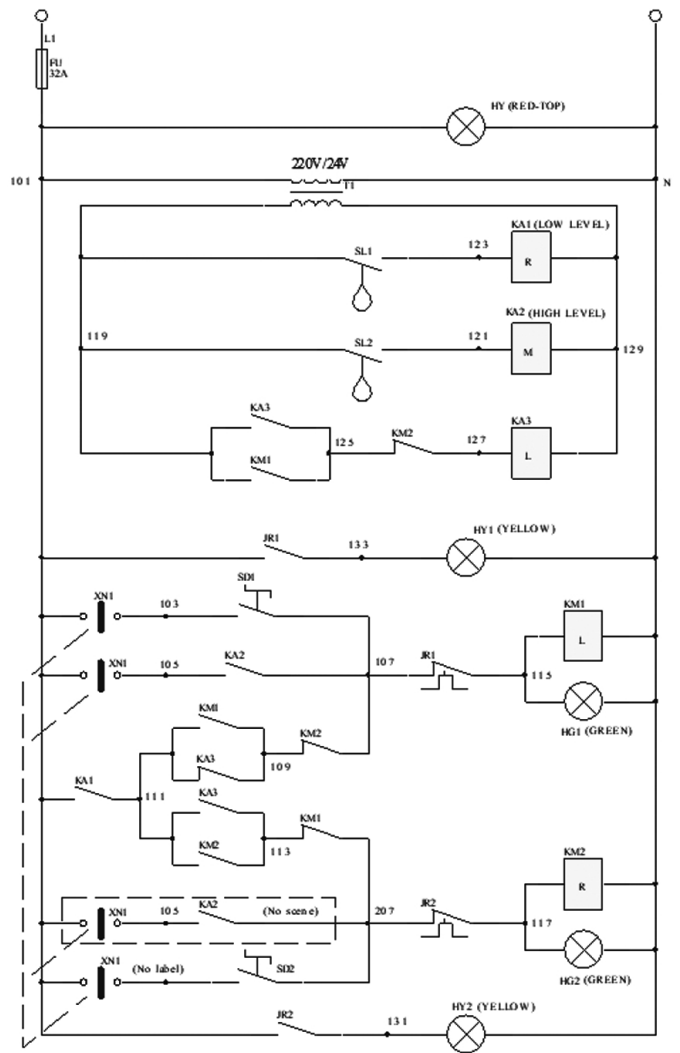 L1
FU
32A
HY (RED-TOP)
220V/24V
T1
101
N
KA1 (LOW LEVEL)
SL1
123
R
KA2 (HIGH LEVEL)
119
SL2
121
M
129
KA3
KA3
125
KM2
127
KM1
L
JR1
133
HY1 (YELLOW)
SD1
XN1
103
KM1
L
XN1
105
KA2
107
JR1
115
KM1
KM2
HG1 (GREEN)
KA3
109
KA1
111
KA3
KM1
KM2
113
KM2
R
XN1
105
KA2
(No scene)
207
JR2
117
XN1
(No label)
SD2
HG2 (GREEN)
JR2
131
HY2 (YELLOW)